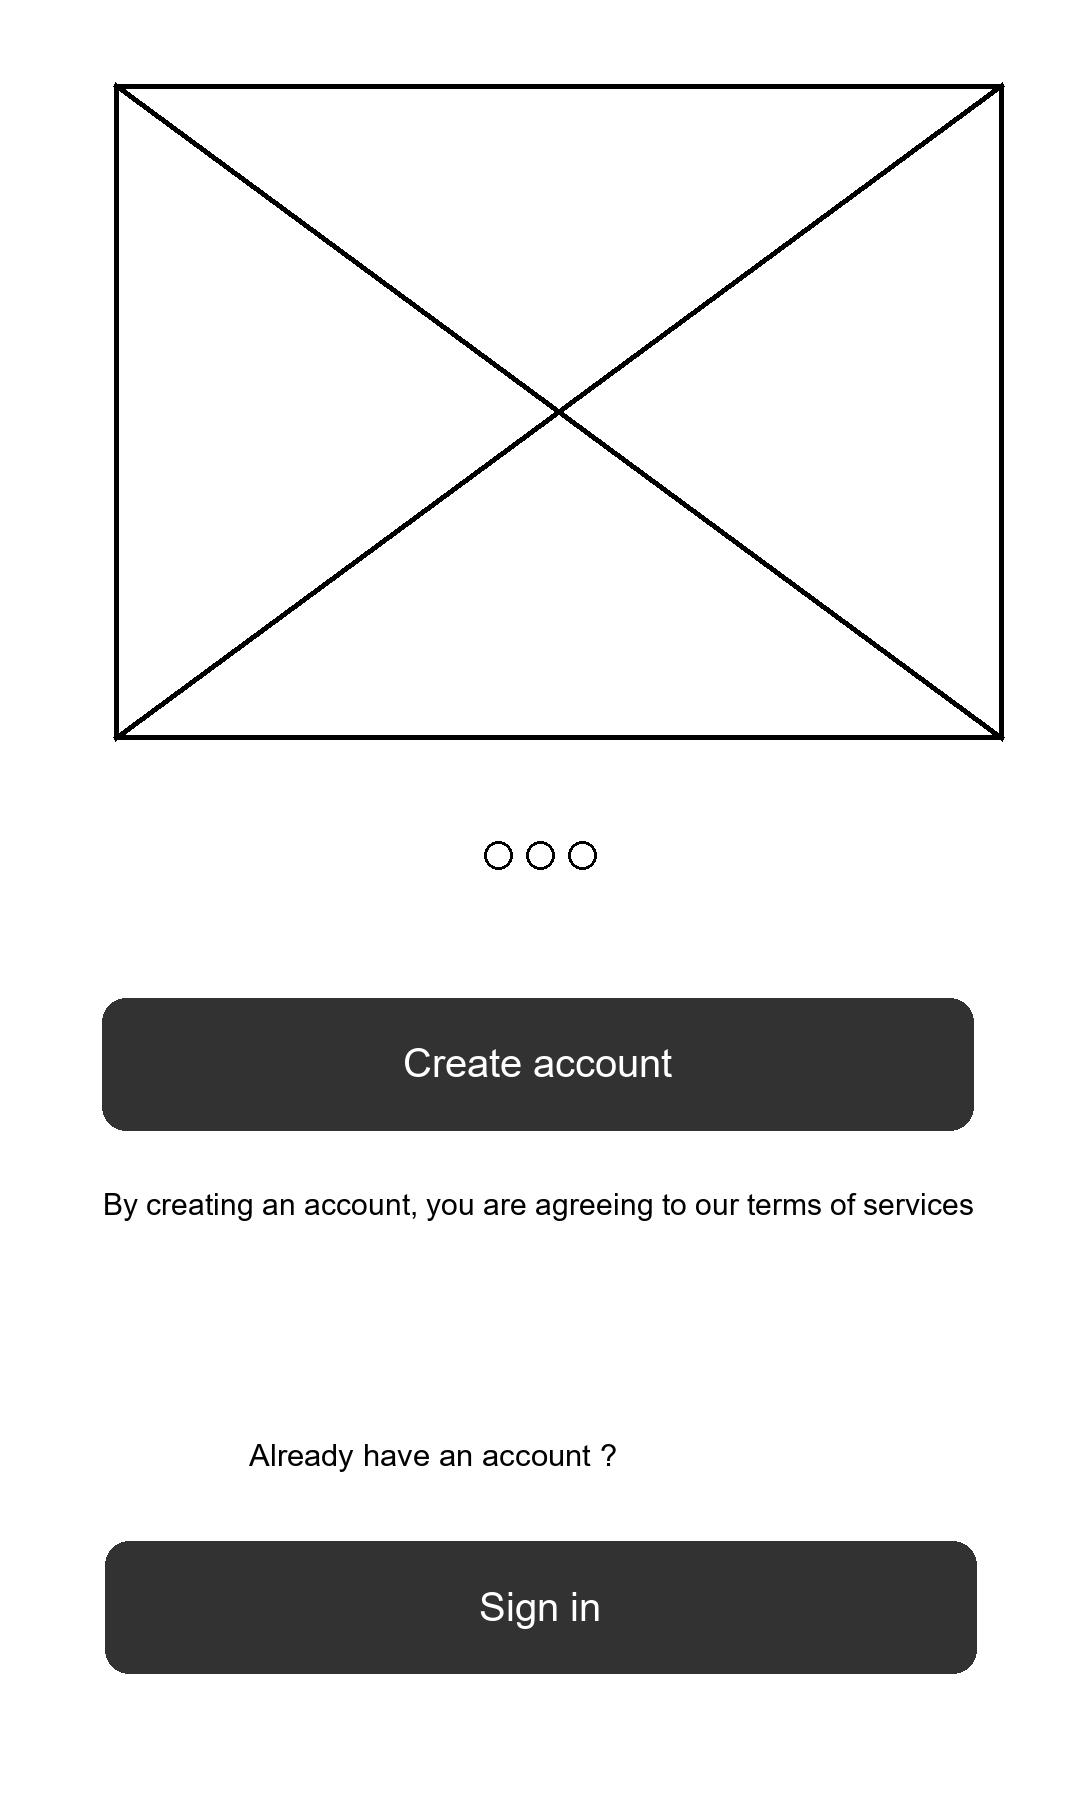 Create account
By creating an account, you are agreeing to our terms of services
Already have an account ?
Sign in